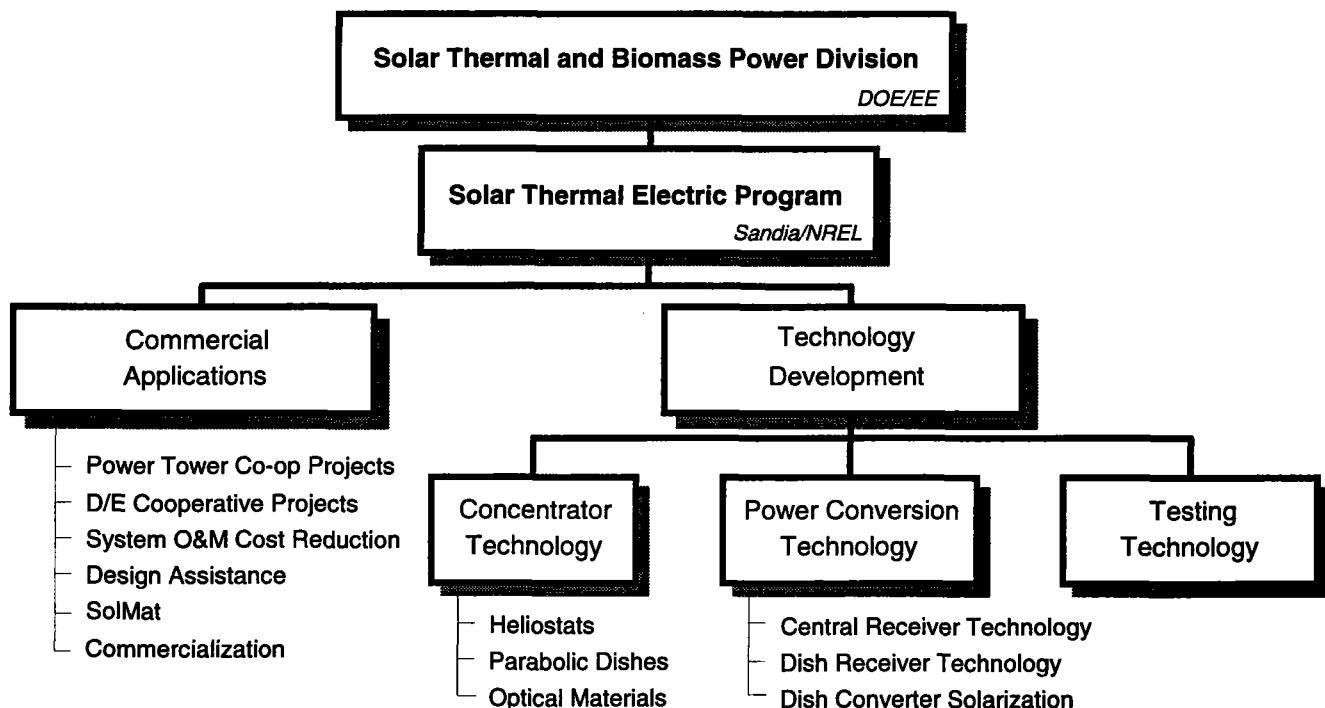 Solar Thermal and Biomass Power Division
DOE/EE
Solar Thermal Electric Program
Sandia/NREL
Commercial
Applications
Technology
Development
Power Tower Co-op Projects
D/E Cooperative Projects
System O&M Cost Reduction
Design Assistance
SolMat
Commercialization
Concentrator
Technology
Heliostats
Parabolic Dishes
Optical Materials
Power Conversion
Technology
Central Receiver Technology
Dish Receiver Technology
Dish Converter Solarization
Testing
Technology